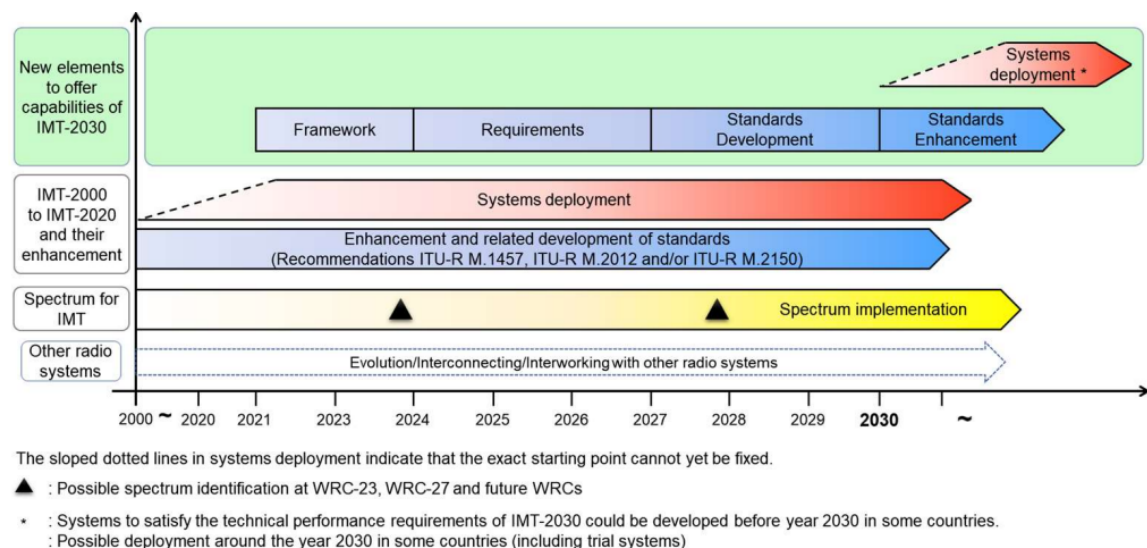 New elements
to offer
capabilities of
IMT-2030
Systems
deployment *
Framework
Requirements
Standards
Development
Standards
Enhancement
IMT-2000
to IMT-2020
and their
enhancement
Systems deployment
Enhancement and related development of standards
(Recommendations ITU-R M.1457, ITU-R M.2012 and/or ITU-R M.2150)
Spectrum for
IMT
Spectrum implementation
Other radio
systems
Evolution/Interconnecting/Interworking with other radio systems
2000 ~ 2020 2021 2023 2024 2025 2026 2027 2028 2029 2030 ~
The sloped dotted lines in systems deployment indicate that the exact starting point cannot yet be fixed.
▲ : Possible spectrum identification at WRC-23, WRC-27 and future WRCs
* : Systems to satisfy the technical performance requirements of IMT-2030 could be developed before year 2030 in some countries.
: Possible deployment around the year 2030 in some countries (including trial systems)